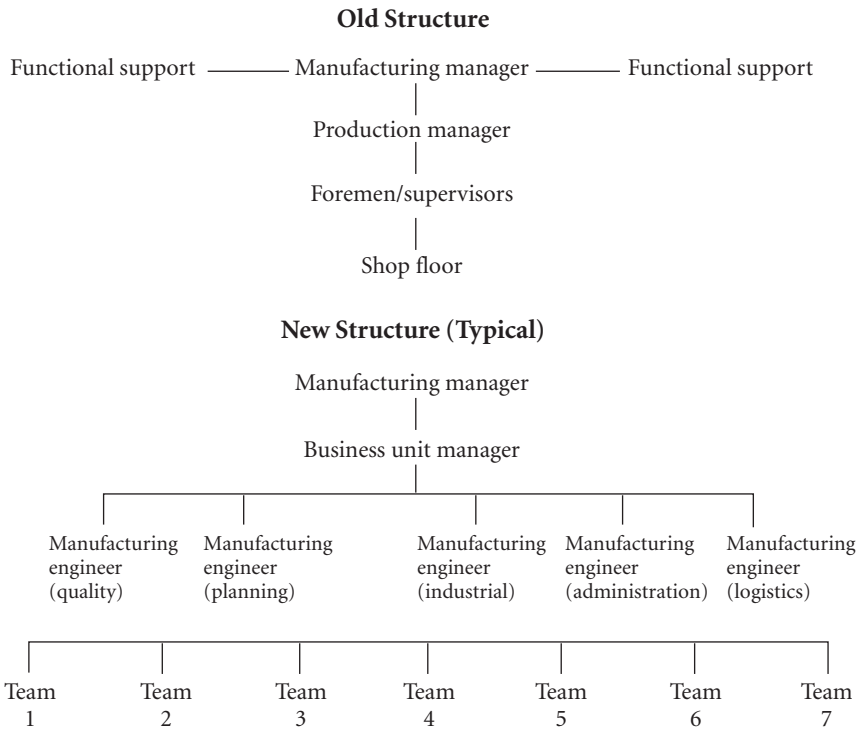 Old Structure
Functional support Manufacturing manager Functional support
Production manager
Foremen/supervisors
Shop floor
New Structure (Typical)
Manufacturing manager
Business unit manager
Manufacturing Manufacturing Manufacturing Manufacturing Manufacturing
engineer engineer engineer engineer engineer
(quality) (planning) (industrial) (administration) (logistics)
Team Team Team Team Team Team Team
1 2 3 4 5 6 7